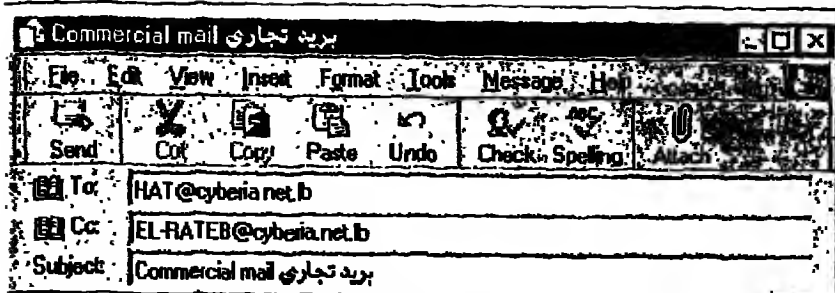 Commercial mail بريد تجاري
File Edit View Insert Format Tools Message Help
Send Cut Copy Paste Undo Check Spelling Attach
To: HAT@cyberia.net.lb
Cc: EL-RATEB@cyberia.net.lb
Subject: Commercial mail بريد تجاري